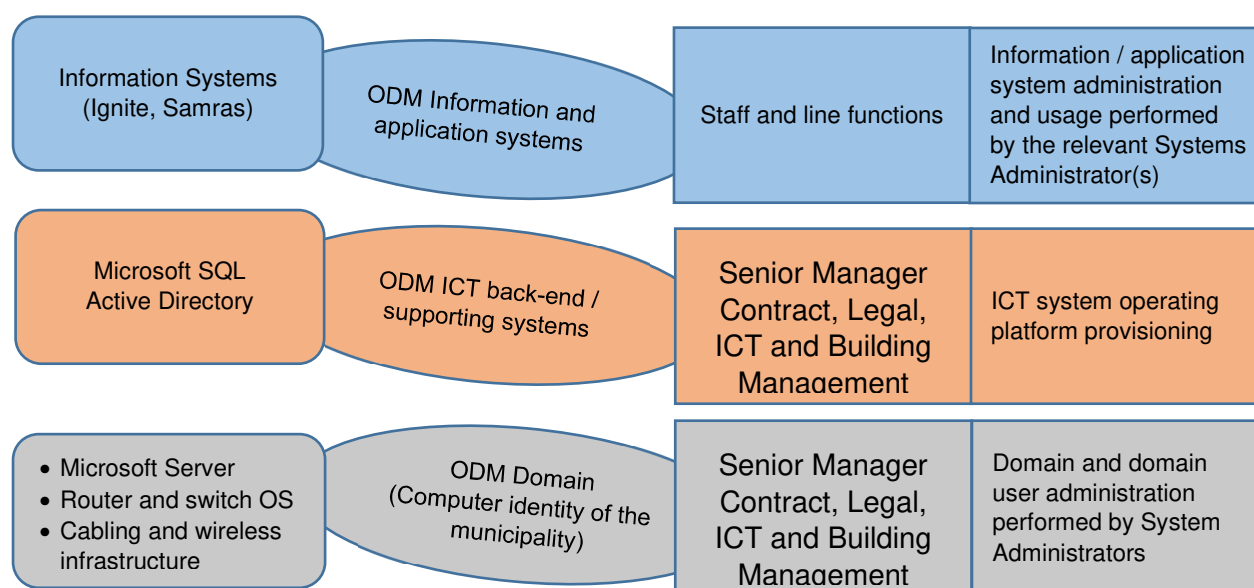 Information Systems
(Ignite, Samras)
ODM Information and
application systems
Staff and line functions
Information / application
system administration
and usage performed
by the relevant Systems
Administrator(s)
Microsoft SQL
Active Directory
ODM ICT back-end /
supporting systems
Senior Manager
Contract, Legal,
ICT and Building
Management
ICT system operating
platform provisioning
• Microsoft Server
• Router and switch OS
• Cabling and wireless
infrastructure
ODM Domain
(Computer identity of the
municipality)
Senior Manager
Contract, Legal,
ICT and Building
Management
Domain and domain
user administration
performed by System
Administrators